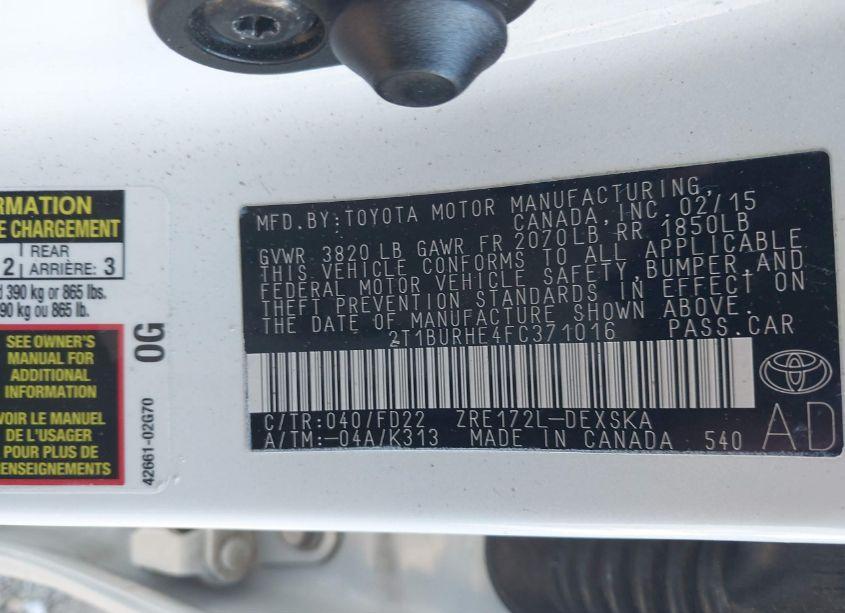 RMATION
E CHARGEMENT
2 REAR
ARRIÈRE: 3
d 390 kg or 865 lbs.
90 kg ou 865 lb.
SEE OWNER'S
MANUAL FOR
ADDITIONAL
INFORMATION
VOIR LE MANUEL
DE L'USAGER
POUR PLUS DE
RENSEIGNEMENTS
0G
42661-02G70
MFD.BY:TOYOTA MOTOR MANUFACTURING,
CANADA,INC.02/15
GVWR 3820 LB GAWR FR 2070LB RR 1850LB
THIS VEHICLE CONFORMS TO ALL APPLICABLE
FEDERAL MOTOR VEHICLE SAFETY,BUMPER,AND
THEFT PREVENTION STANDARDS IN EFFECT ON
THE DATE OF MANUFACTURE SHOWN ABOVE.
2T1BURHE4FC371016 PASS.CAR
C/TR:040/FD22 ZRE172L-DEXSKA
A/TM:-04A/K313 MADE IN CANADA 540
AD